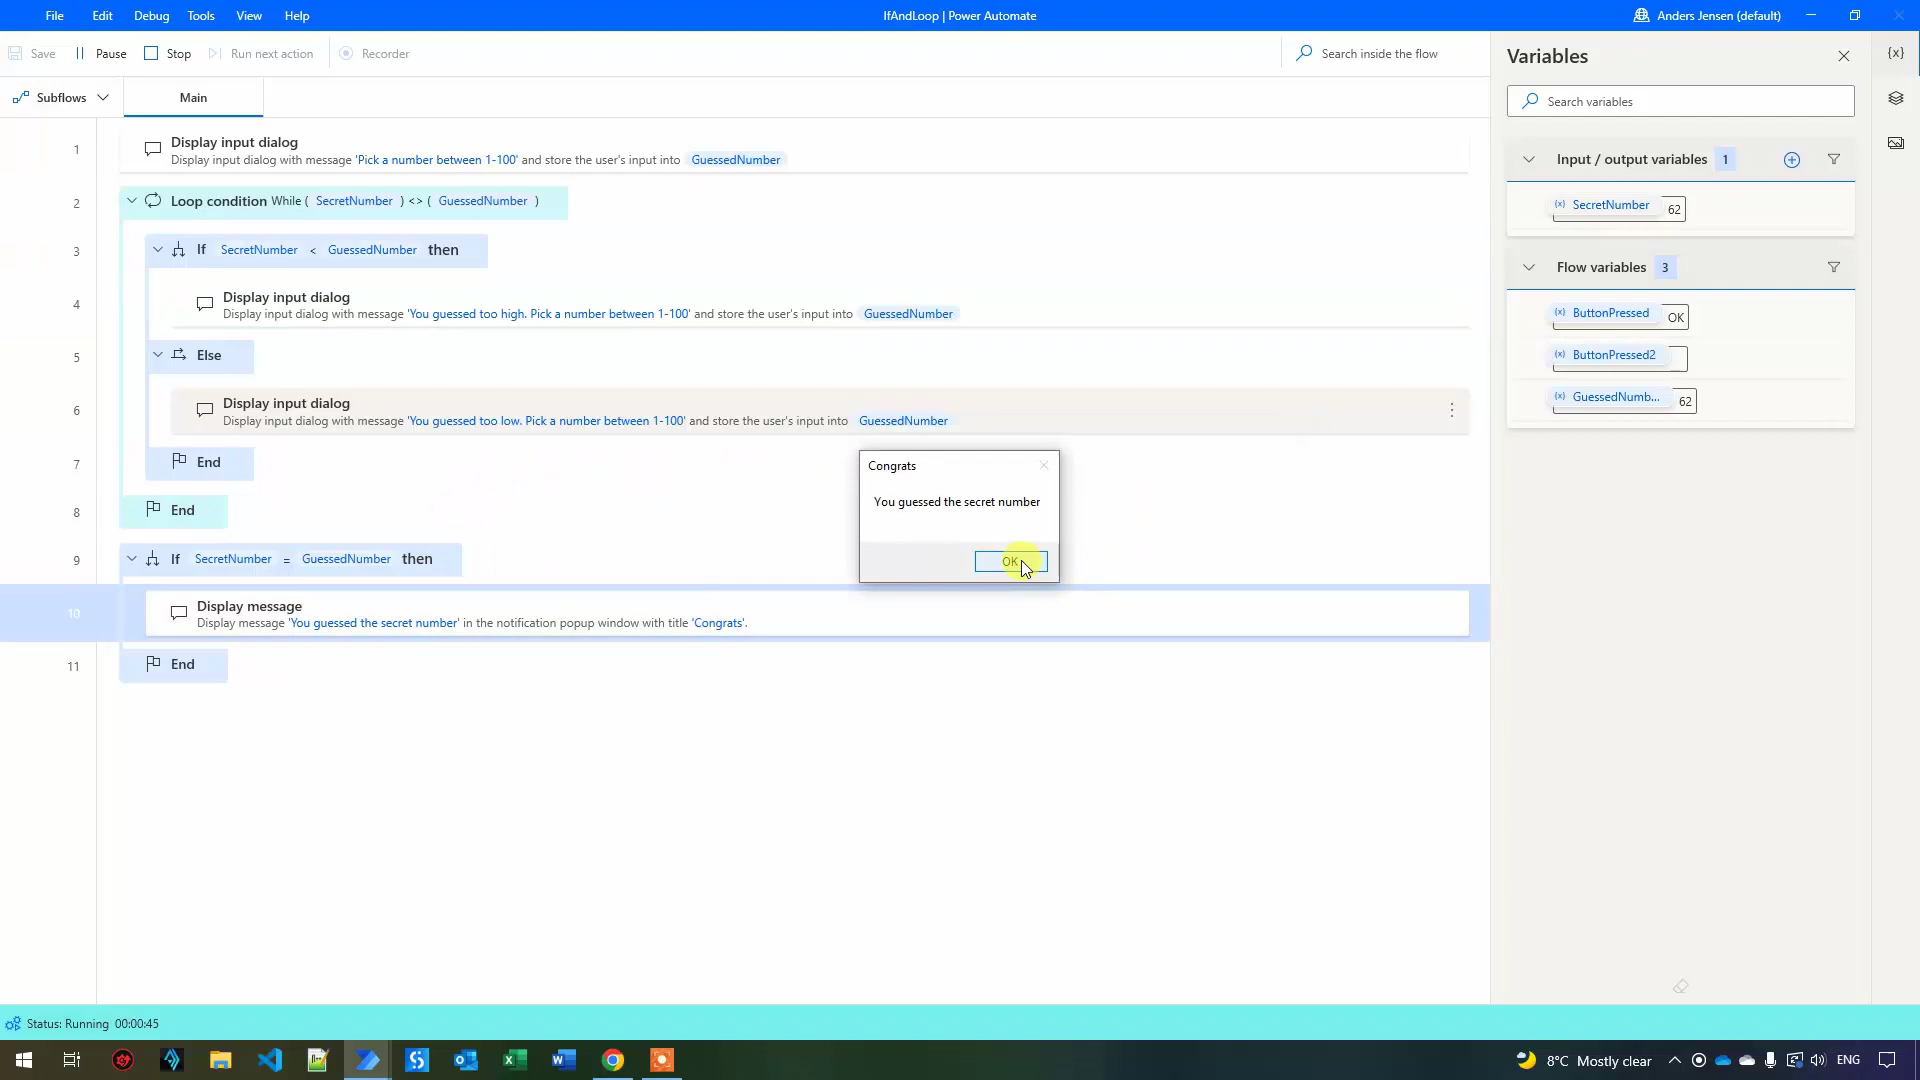 File Edit Debug Tools View Help IfAndLoop | Power Automate Anders Jensen (default)
Save Pause Stop Run next action Recorder Search inside the flow
Subflows Main
1 Display input dialog
Display input dialog with message 'Pick a number between 1-100' and store the user's input into GuessedNumber
2 Loop condition While ( SecretNumber ) <> ( GuessedNumber )
3 If SecretNumber < GuessedNumber then
4 Display input dialog
Display input dialog with message 'You guessed too high. Pick a number between 1-100' and store the user's input into GuessedNumber
5 Else
6 Display input dialog
Display input dialog with message 'You guessed too low. Pick a number between 1-100' and store the user's input into GuessedNumber
7 End
8 End
9 If SecretNumber = GuessedNumber then
10 Display message
Display message 'You guessed the secret number' in the notification popup window with title 'Congrats'.
11 End
Congrats
You guessed the secret number
OK
Variables {x}
Search variables
Input / output variables 1
(x) SecretNumber 62
Flow variables 3
(x) ButtonPressed OK
(x) ButtonPressed2
(x) GuessedNumb... 62
Status: Running 00:00:45
8°C Mostly clear ENG